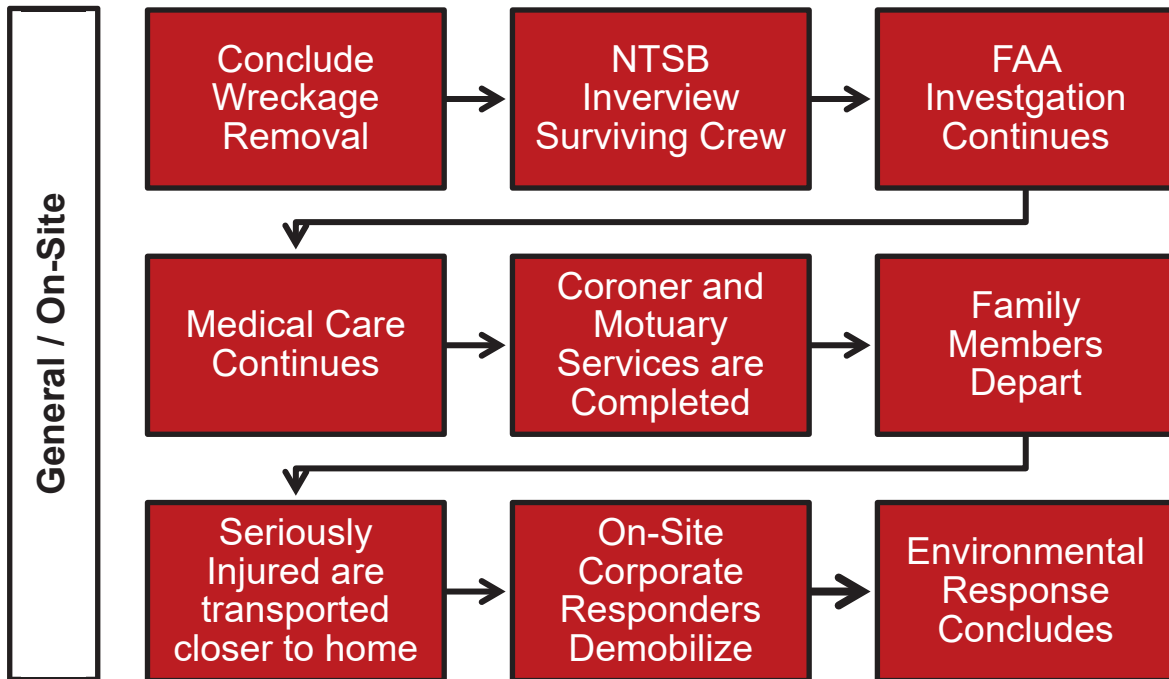 General / On-Site
Conclude
Wreckage
Removal
NTSB
Inverview
Surviving Crew
FAA
Investgation
Continues
Medical Care
Continues
Coroner and
Motuary
Services are
Completed
Family
Members
Depart
Seriously
Injured are
transported
closer to home
On-Site
Corporate
Responders
Demobilize
Environmental
Response
Concludes